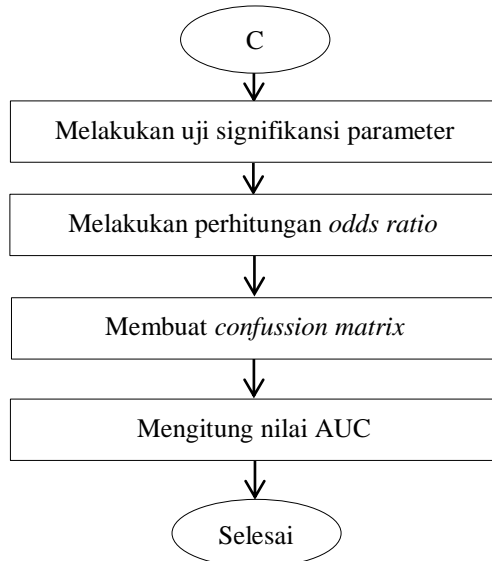 C
Melakukan uji signifikansi parameter
Melakukan perhitungan odds ratio
Membuat confussion matrix
Mengitung nilai AUC
Selesai